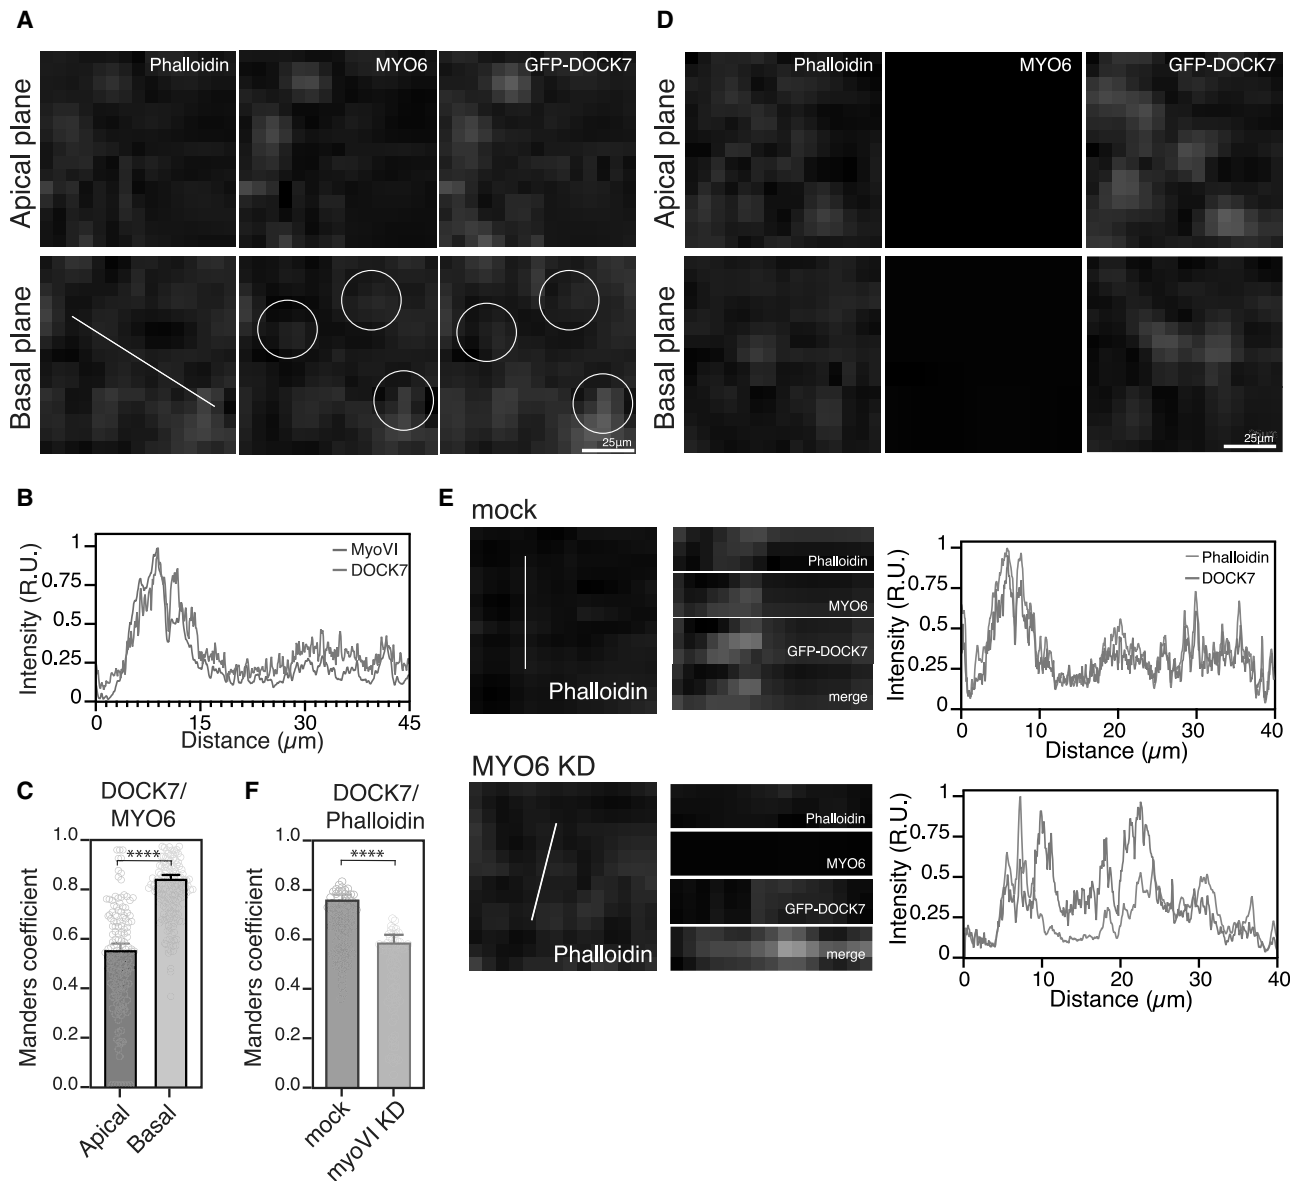 A
D
Phalloidin
MYO6
GFP-DOCK7
Apical plane
Phalloidin
MYO6
GFP-DOCK7
Apical plane
Basal plane
25µm
Basal plane
25µm
B
Intensity (R.U.)
1
0.75
0.5
0.25
0
MyoVI
DOCK7
0
15
30
45
Distance (µm)
E
mock
Phalloidin
Phalloidin
MYO6
GFP-DOCK7
merge
Intensity (R.U.)
1
0.75
0.5
0.25
0
Phalloidin
DOCK7
0
10
20
30
40
Distance (µm)
MYO6 KD
Phalloidin
Phalloidin
MYO6
GFP-DOCK7
merge
Intensity (R.U.)
1
0.75
0.5
0.25
0
0
10
20
30
40
Distance (µm)
C
DOCK7/
MYO6
Manders coefficient
1.0
0.8
0.6
0.4
0.2
0.0
****
Apical
Basal
F
DOCK7/
Phalloidin
Manders coefficient
1.0
0.8
0.6
0.4
0.2
0.0
****
mock
myoVI KD